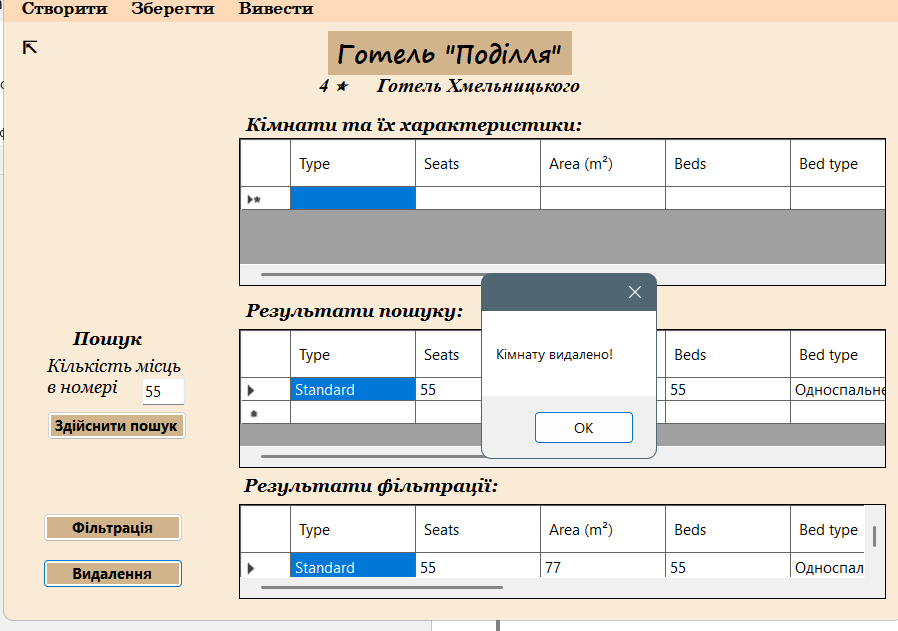 Створити Зберегти Вивести
⇱
Готель "Поділля"
4 ★ Готель Хмельницького
Кімнати та їх характеристики:
Type Seats Area (m²) Beds Bed type
Результати пошуку:
Type Seats Beds Bed type
Standard 55 55 Односпальне
Пошук
Кількість місць
в номері 55
Здійснити пошук
Кімнату видалено!
OK
Результати фільтрації:
Type Seats Area (m²) Beds Bed type
Standard 55 77 55 Односпал
Фільтрація
Видалення